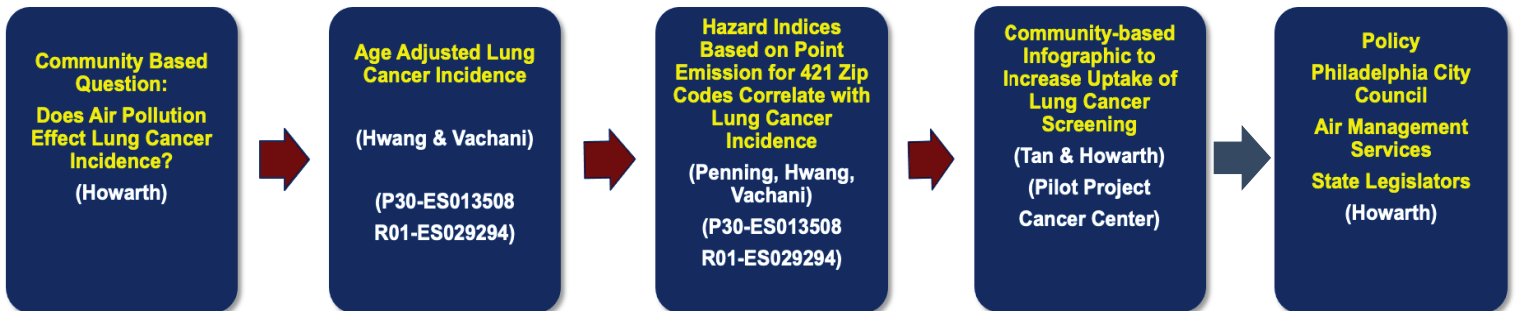 Community Based
Question:
Does Air Pollution
Effect Lung Cancer
Incidence?
(Howarth)
Age Adjusted Lung
Cancer Incidence
(Hwang & Vachani)
(P30-ES013508
R01-ES029294)
Hazard Indices
Based on Point
Emission for 421 Zip
Codes Correlate with
Lung Cancer
Incidence
(Penning, Hwang,
Vachani)
(P30-ES013508
R01-ES029294)
Community-based
Infographic to
Increase Uptake of
Lung Cancer
Screening
(Tan & Howarth)
(Pilot Project
Cancer Center)
Policy
Philadelphia City
Council
Air Management
Services
State Legislators
(Howarth)